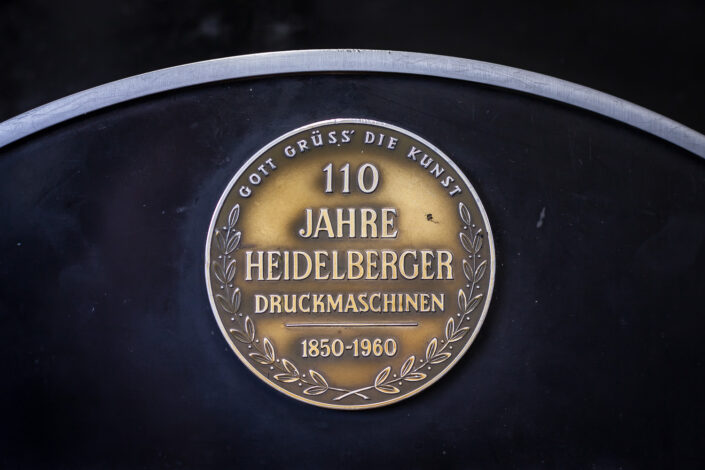 GOTT GRÜSS' DIE KUNST
110
JAHRE
HEIDELBERGER
DRUCKMASCHINEN
1850-1960